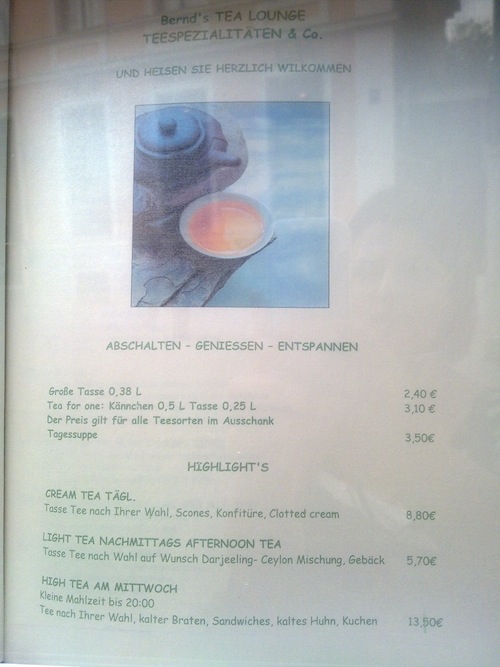 Bernd's TEA LOUNGE
TEESPEZIALITÄTEN & Co.
UND HEISEN SIE HERZLICH WILKOMMEN
ABSCHALTEN - GENIESSEN - ENTSPANNEN
Große Tasse 0,38 L 2,40 €
Tea for one: Kännchen 0,5 L Tasse 0,25 L 3,10 €
Der Preis gilt für alle Teesorten im Ausschank
Tagessuppe 3,50€
HIGHLIGHT'S
CREAM TEA TÄGL.
Tasse Tee nach Ihrer Wahl, Scones, Konfitüre, Clotted cream 8,80€
LIGHT TEA NACHMITTAGS AFTERNOON TEA
Tasse Tee nach Wahl auf Wunsch Darjeeling- Ceylon Mischung, Gebäck 5,70€
HIGH TEA AM MITTWOCH
Kleine Mahlzeit bis 20:00
Tee nach Ihrer Wahl, kalter Braten, Sandwiches, kaltes Huhn, Kuchen 13,50€